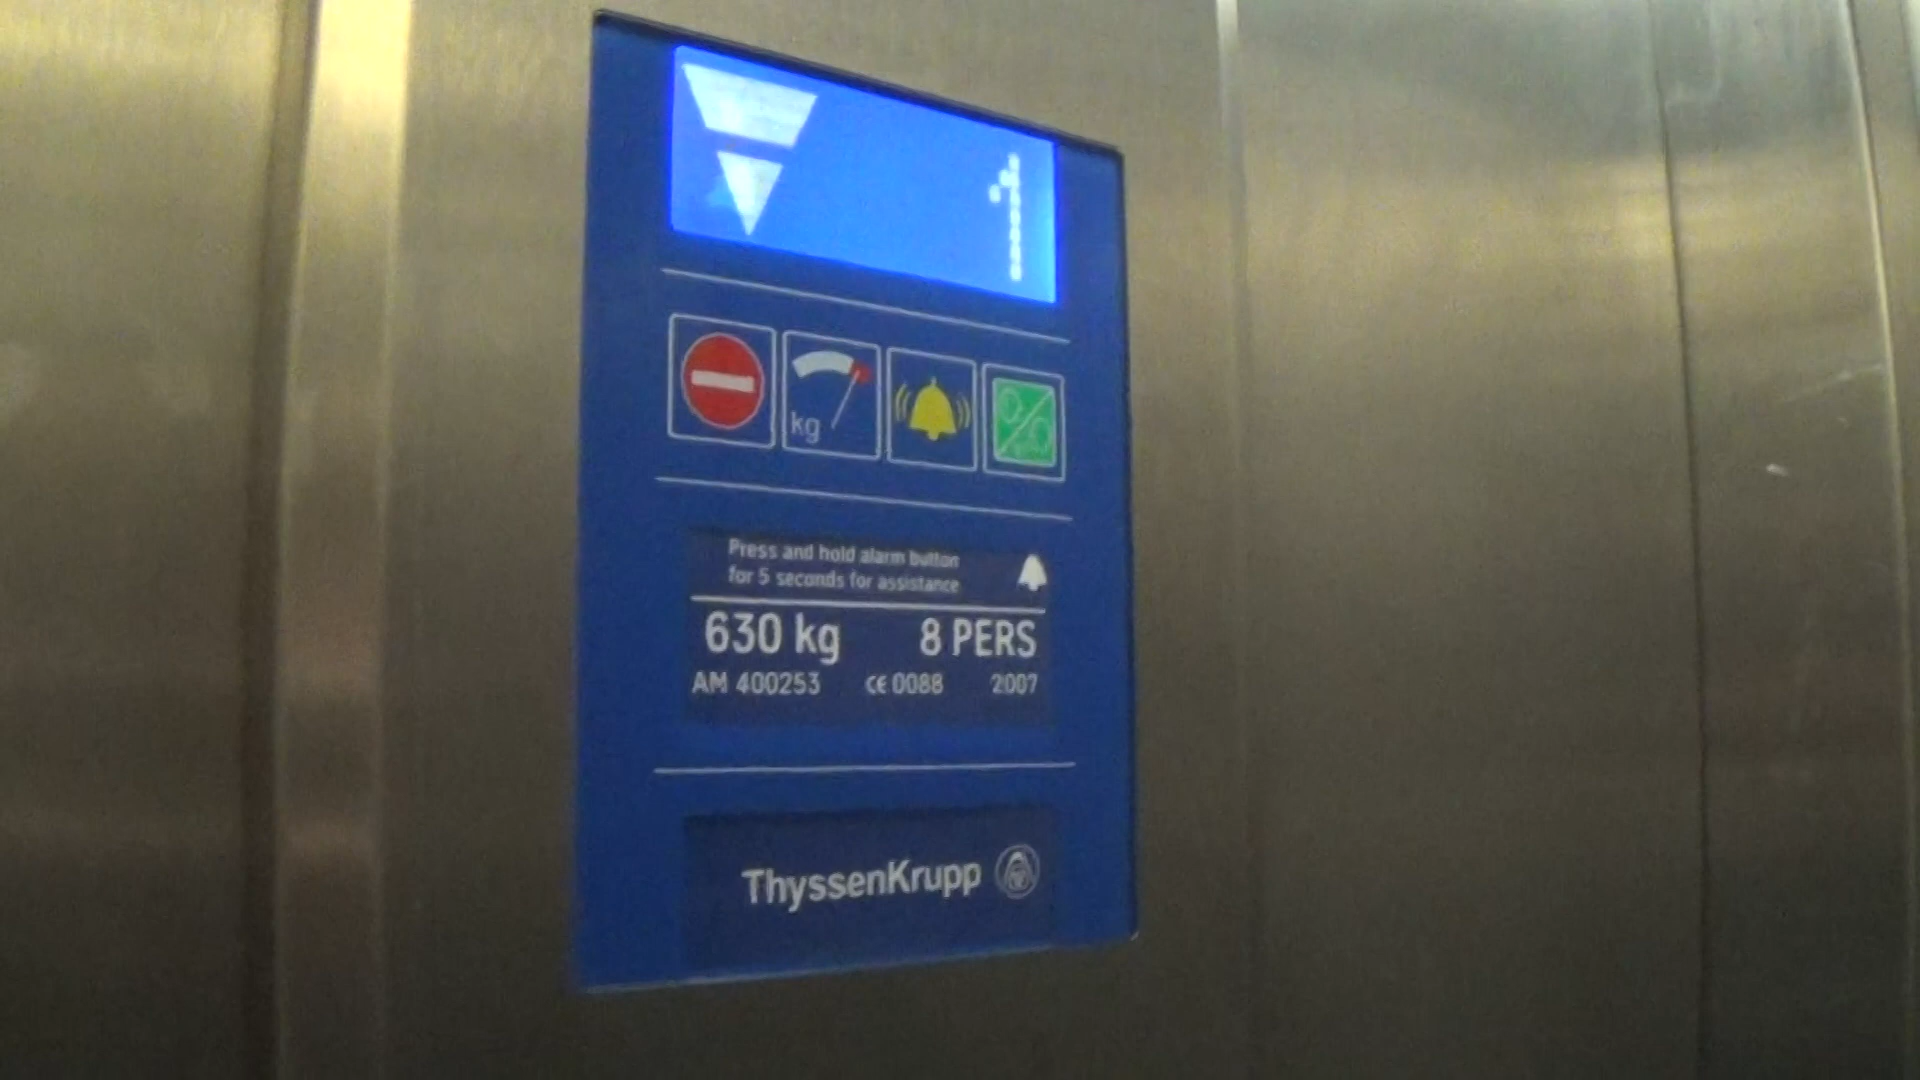 1
kg
Press and hold alarm button
for 5 seconds for assistance
630 kg 8 PERS
AM 400253 CE 0088 2007
ThyssenKrupp